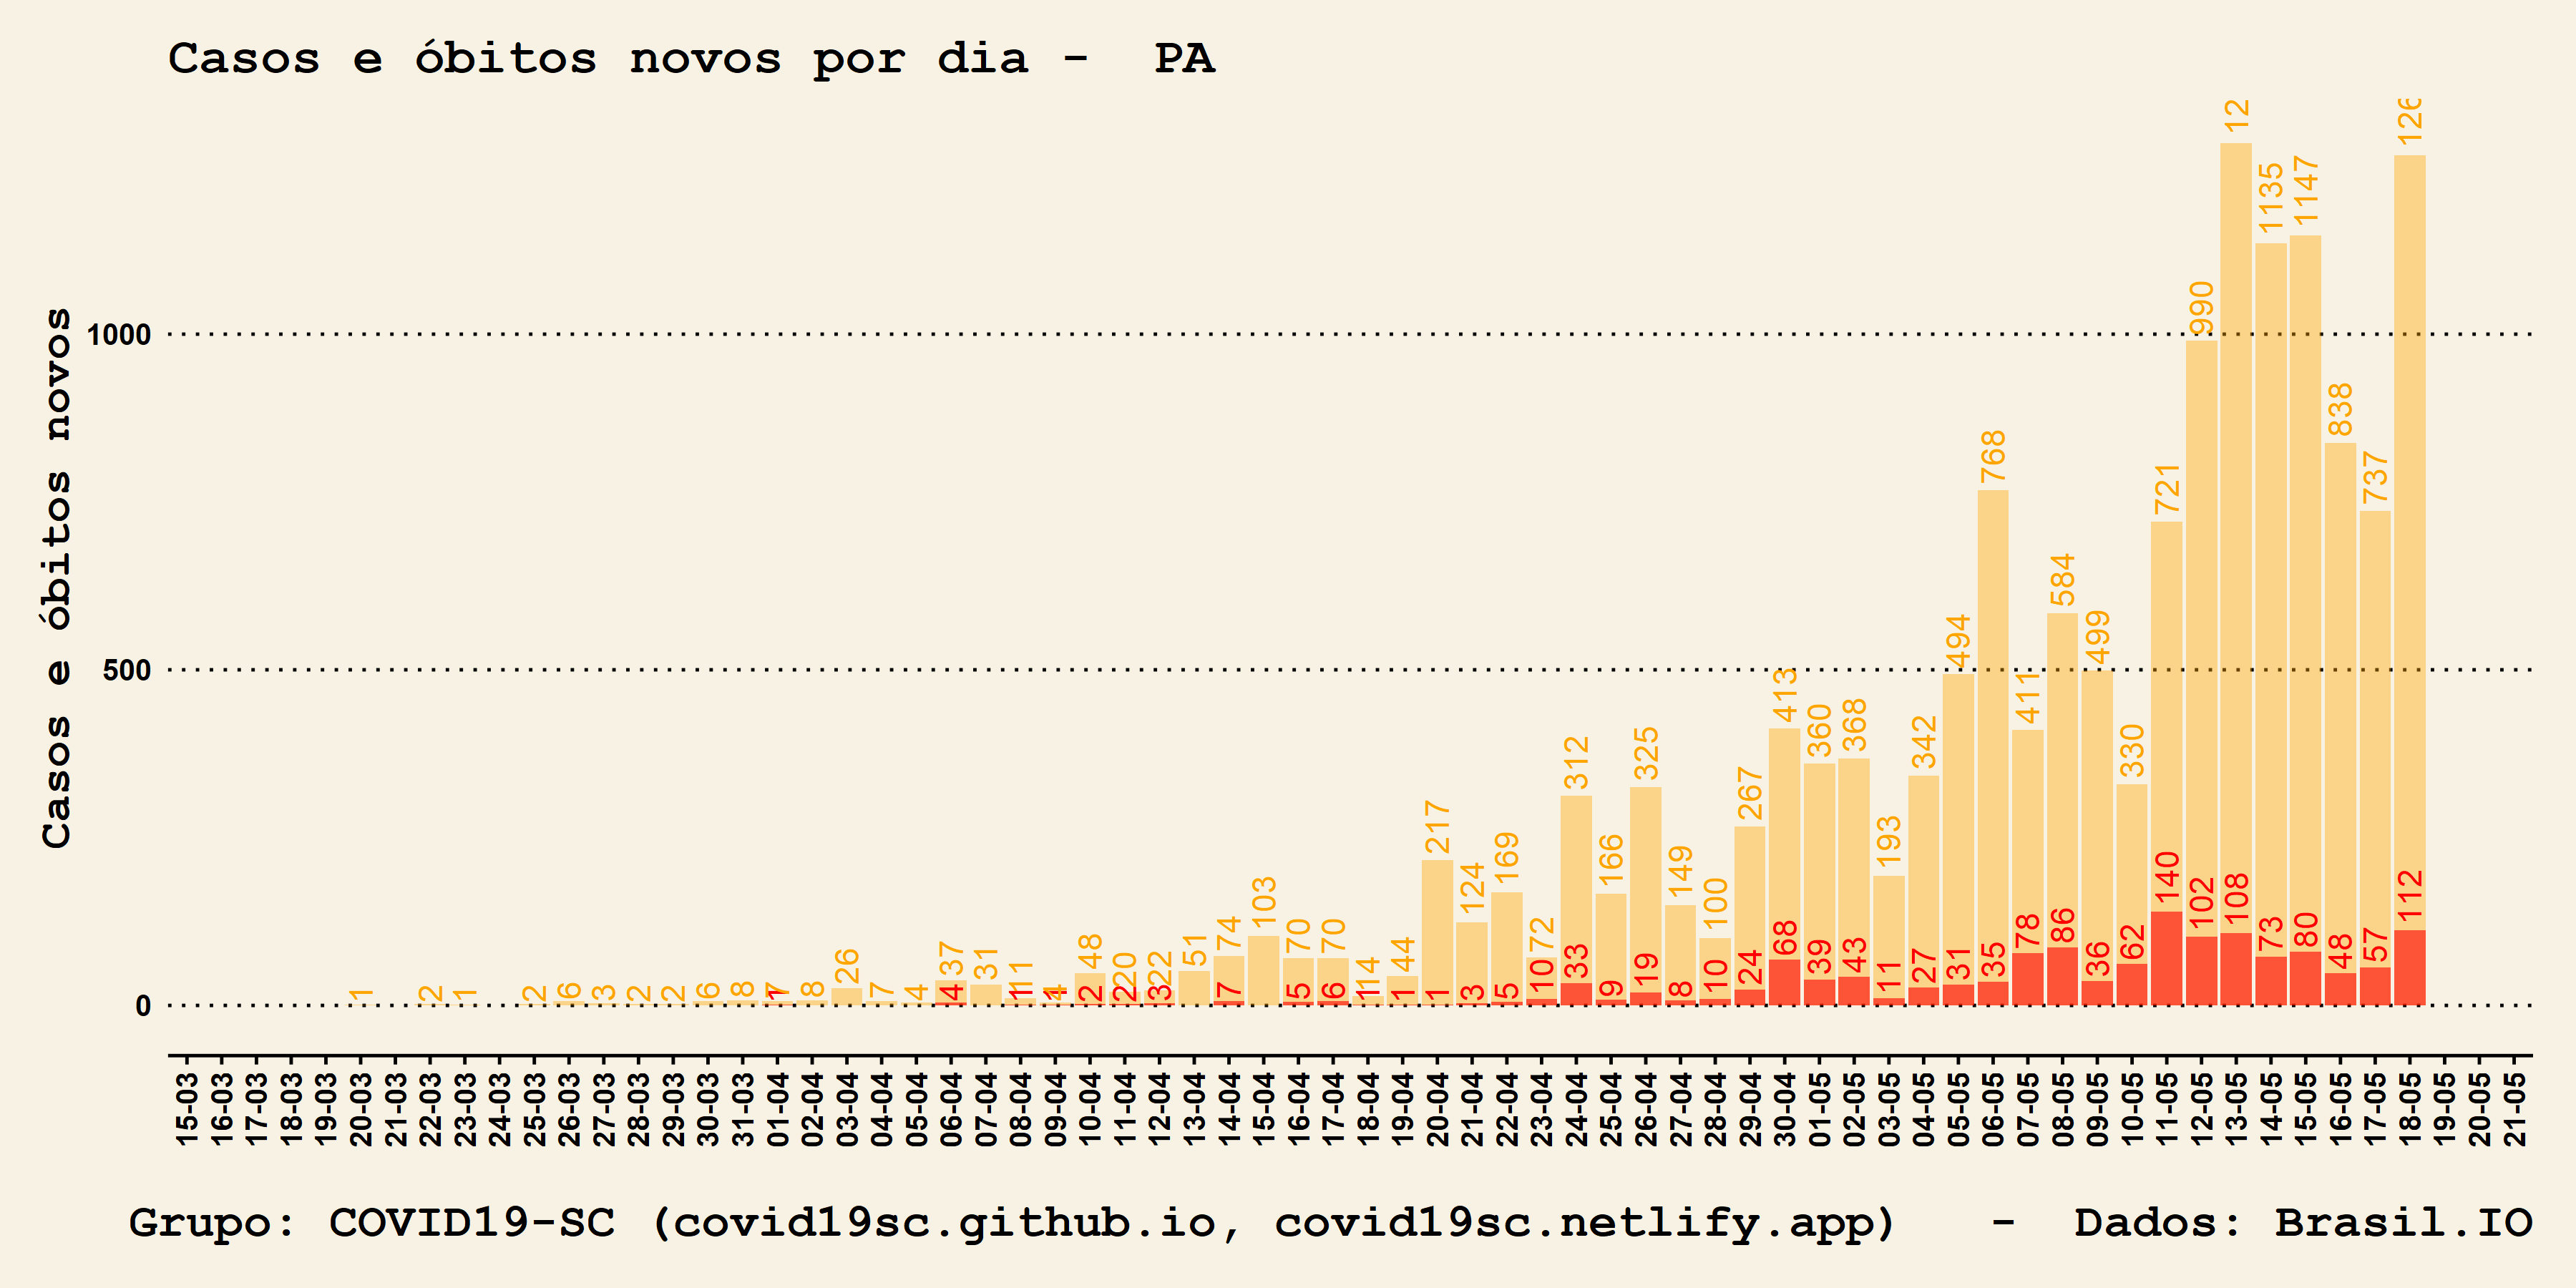 Casos e óbitos novos por dia - PA
Casos e óbitos novos
1000
500
0
1 2 1 2 6 3 2 2 6 8 7 8 26 7 4 37 31 11 4 48 20 22 51 74 103 70 70 14 44 217 124 169 72 312 166 325 149 100 267 413 360 368 193 342 494 768 411 584 499 330 721 990 12 1135 1147 838 737 126
1 4 1 1 2 2 3 7 5 6 1 1 1 3 5 10 33 9 19 8 10 24 68 39 43 11 27 31 35 78 86 36 62 140 102 108 73 80 48 57 112
15-03 16-03 17-03 18-03 19-03 20-03 21-03 22-03 23-03 24-03 25-03 26-03 27-03 28-03 29-03 30-03 31-03 01-04 02-04 03-04 04-04 05-04 06-04 07-04 08-04 09-04 10-04 11-04 12-04 13-04 14-04 15-04 16-04 17-04 18-04 19-04 20-04 21-04 22-04 23-04 24-04 25-04 26-04 27-04 28-04 29-04 30-04 01-05 02-05 03-05 04-05 05-05 06-05 07-05 08-05 09-05 10-05 11-05 12-05 13-05 14-05 15-05 16-05 17-05 18-05 19-05 20-05 21-05
Grupo: COVID19-SC (covid19sc.github.io, covid19sc.netlify.app) - Dados: Brasil.IO